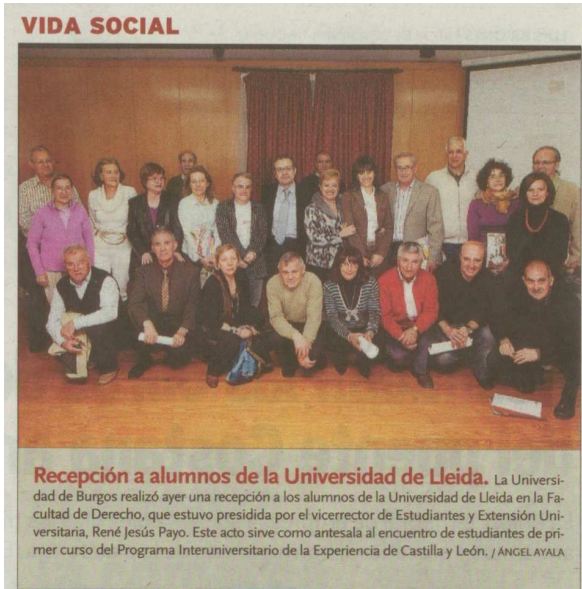 VIDA SOCIAL
Recepción a alumnos de la Universidad de Lleida. La Universi-
dad de Burgos realizó ayer una recepción a los alumnos de la Universidad de Lleida en la Fa-
cultad de Derecho, que estuvo presidida por el vicerrector de Estudiantes y Extensión Uni-
versitaria, René Jesús Payo. Este acto sirve como antesala al encuentro de estudiantes de pri-
mer curso del Programa Interuniversitario de la Experiencia de Castilla y León. / ÁNGEL AYALA